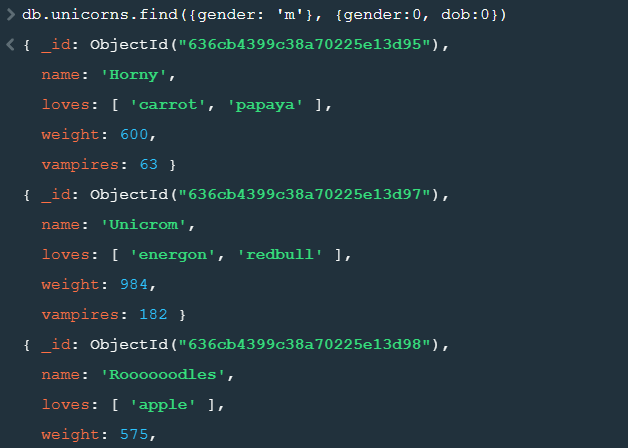 > db.unicorns.find({gender: 'm'}, {gender:0, dob:0})
< { _id: ObjectId("636cb4399c38a70225e13d95"),
name: 'Horny',
loves: [ 'carrot', 'papaya' ],
weight: 600,
vampires: 63 }
{ _id: ObjectId("636cb4399c38a70225e13d97"),
name: 'Unicrom',
loves: [ 'energon', 'redbull' ],
weight: 984,
vampires: 182 }
{ _id: ObjectId("636cb4399c38a70225e13d98"),
name: 'Roooooodles',
loves: [ 'apple' ],
weight: 575,